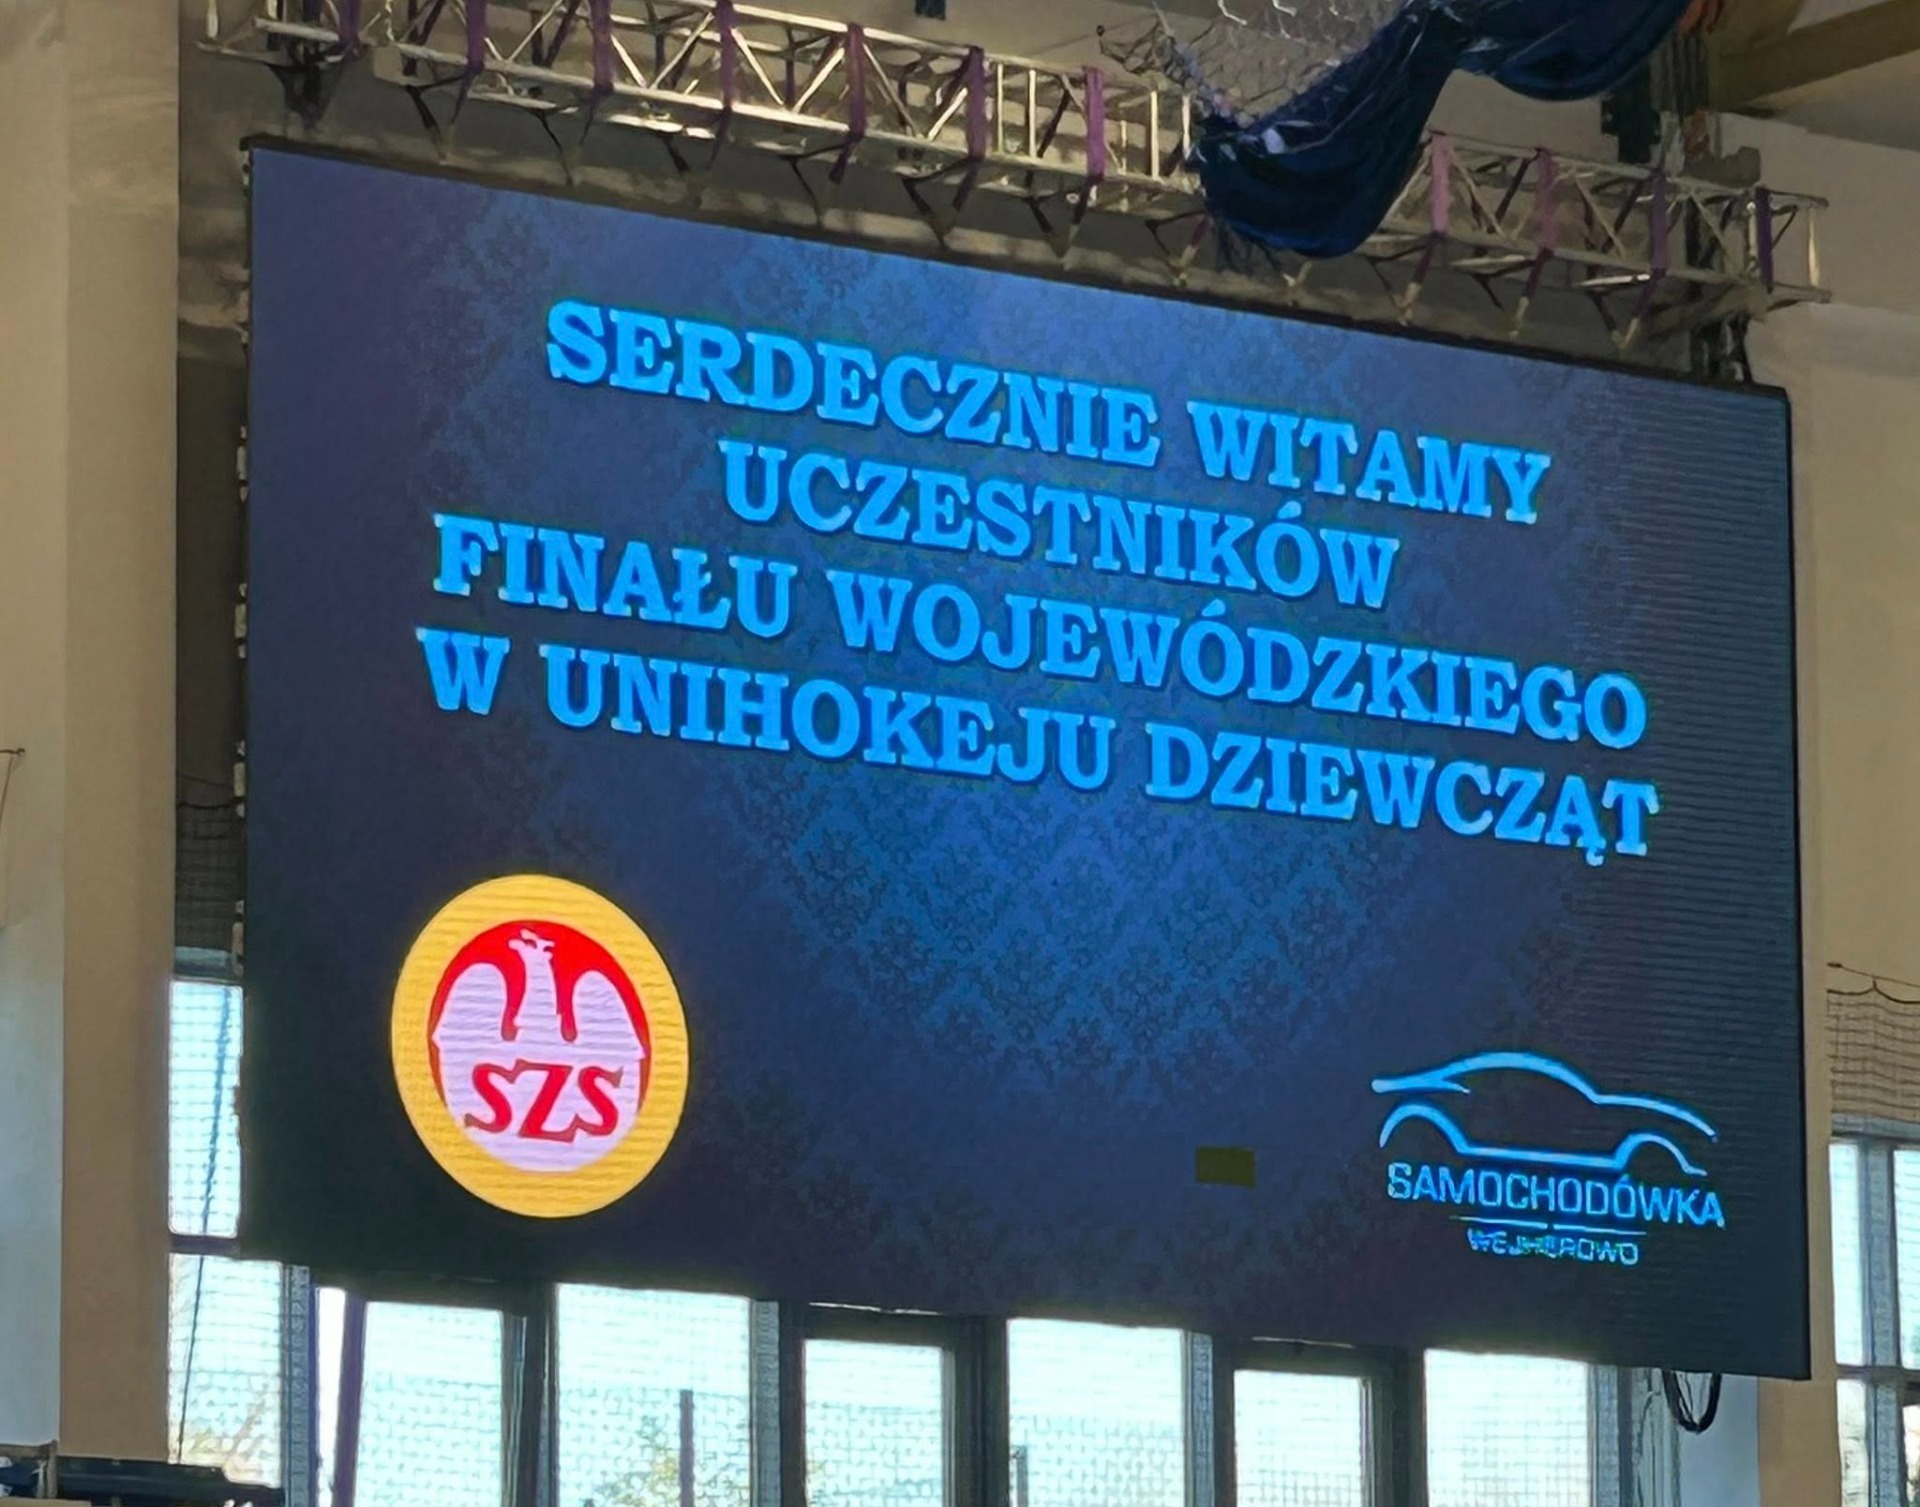 SERDECZNIE WITAMY
UCZESTNIKÓW
FINAŁU WOJEWÓDZKIEGO
W UNIHOKEJU DZIEWCZĄT
SZS
SAMOCHODÓWKA
WEJHEROWO